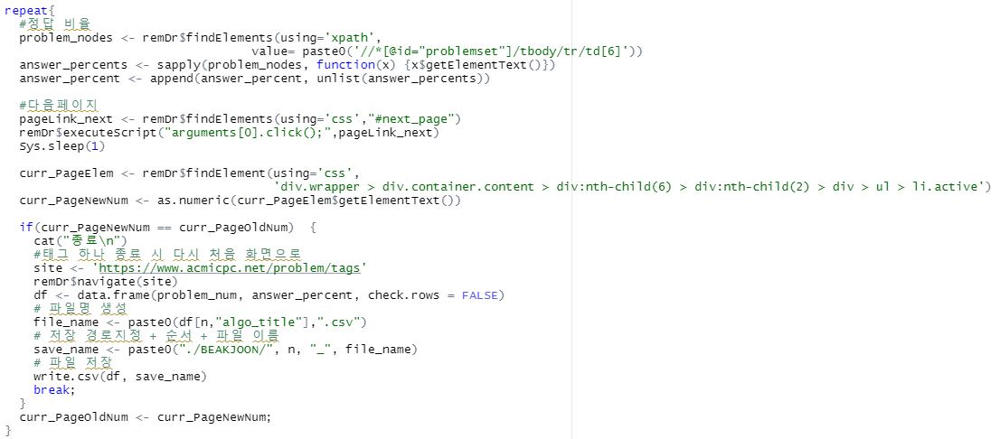 repeat{
  #정답 비율
  problem_nodes <- remDr$findElements(using='xpath',
                                value= paste0('//*[@id="problemset"]/tbody/tr/td[6]'))
  answer_percents <- sapply(problem_nodes, function(x) {x$getElementText()})
  answer_percent <- append(answer_percent, unlist(answer_percents))

  #다음페이지
  pageLink_next <- remDr$findElements(using='css',"#next_page")
  remDr$executeScript("arguments[0].click();",pageLink_next)
  Sys.sleep(1)

  curr_PageElem <- remDr$findElement(using='css',
                                   'div.wrapper > div.container.content > div:nth-child(6) > div:nth-child(2) > div > ul > li.active')
  curr_PageNewNum <- as.numeric(curr_PageElem$getElementText())

  if(curr_PageNewNum == curr_PageOldNum)  {
    cat("종료\n")
    #태그 하나 종료 시 다시 처음 화면으로
    site <- 'https://www.acmicpc.net/problem/tags'
    remDr$navigate(site)
    df <- data.frame(problem_num, answer_percent, check.rows = FALSE)
    # 파일명 생성
    file_name <- paste0(df[n,"algo_title"],".csv")
    # 저장 경로지정 + 순서 + 파일 이름
    save_name <- paste0("./BEAKJOON/", n, "_", file_name)
    # 파일 저장
    write.csv(df, save_name)
    break;
  }
  curr_PageOldNum <- curr_PageNewNum;
}